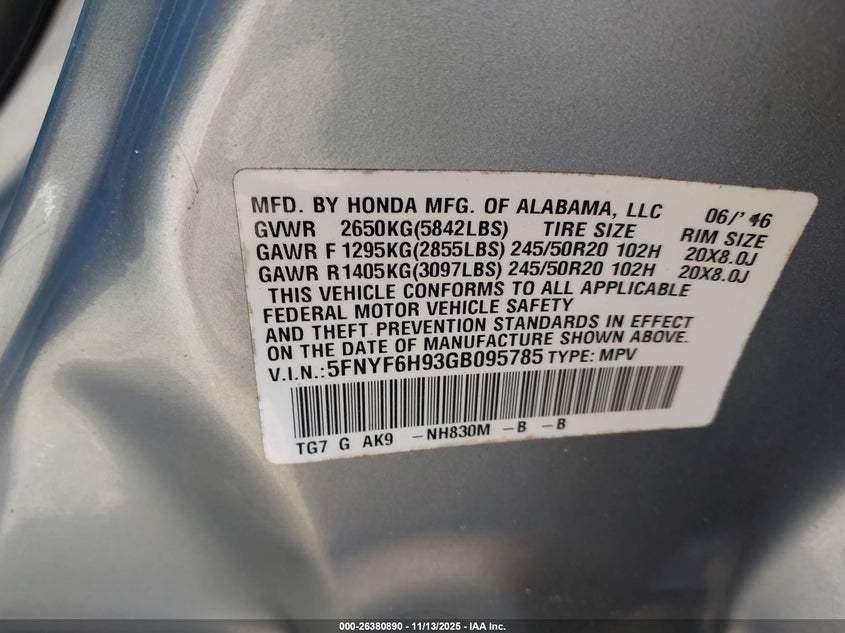 MFD. BY HONDA MFG. OF ALABAMA, LLC 06/'16
GVWR 2650KG(5842LBS) TIRE SIZE RIM SIZE
GAWR F 1295KG(2855LBS) 245/50R20 102H 20X8.0J
GAWR R 1405KG(3097LBS) 245/50R20 102H 20X8.0J
THIS VEHICLE CONFORMS TO ALL APPLICABLE
FEDERAL MOTOR VEHICLE SAFETY
AND THEFT PREVENTION STANDARDS IN EFFECT
ON THE DATE OF MANUFACTURE SHOWN ABOVE.
V.I.N.:5FNYF6H93GB095785 TYPE: MPV
TG7 G AK9 -NH830M -B -B
000-26380890 - 11/13/2025 - IAA Inc.